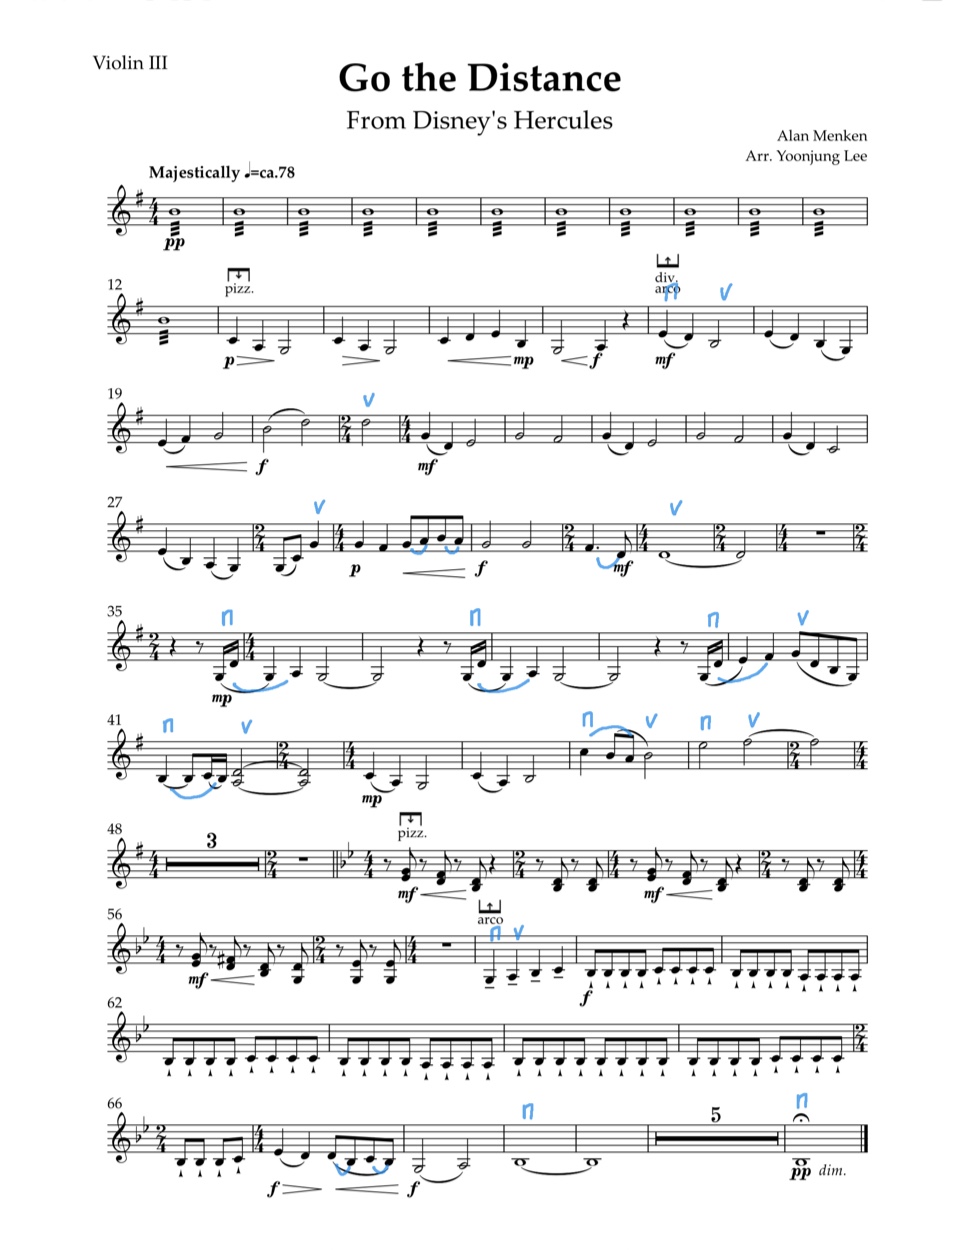 Violin III
Go the Distance
From Disney's Hercules
Alan Menken
Arr. Yoonjung Lee
Majestically ♩=ca.78
pp
12
pizz.
div.
arco
p mp f mf
19
f mf
27
p f mf
35
mp
41
mp
48
3
pizz.
mf mf
56
arco
mf f
62
66
5
f f pp dim.